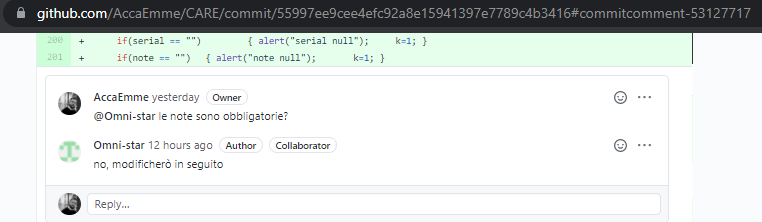 github.com/AccaEmme/CARE/commit/55997ee9cee4efc92a8e15941397e7789c4b3416#commitcomment-53127717
200 + if(serial == "") { alert("serial null"); k=1; }
201 + if(note == "") { alert("note null"); k=1; }
AccaEmme yesterday Owner
@Omni-star le note sono obbligatorie?
Omni-star 12 hours ago Author Collaborator
no, modificherò in seguito
Reply...